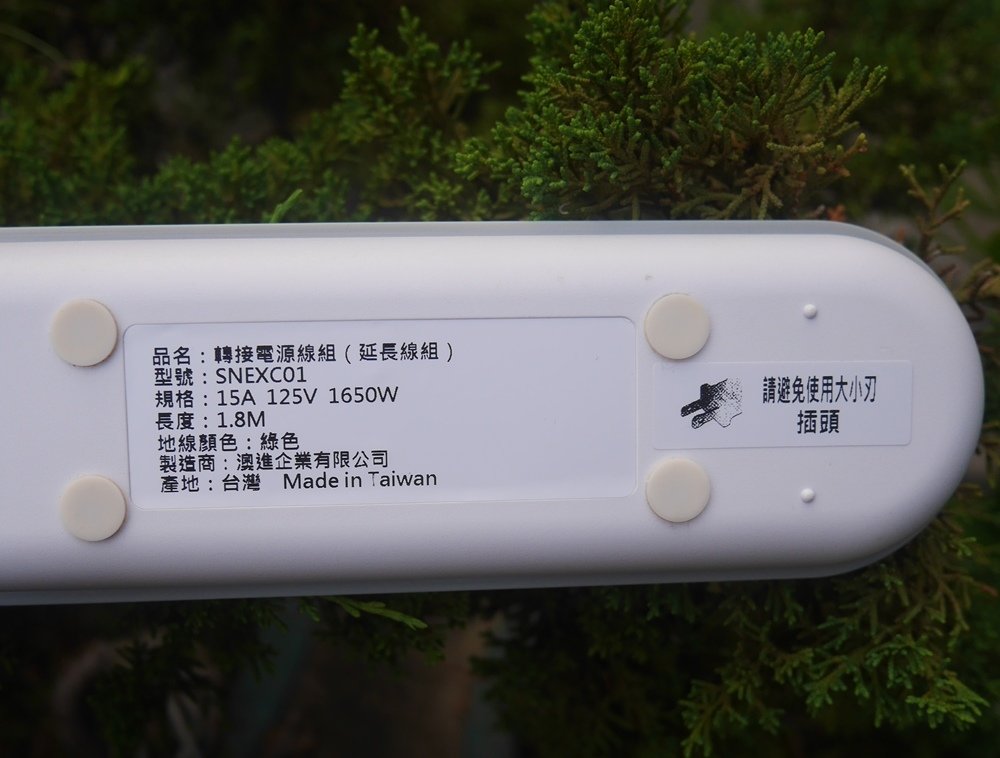 品名：轉接電源線組（延長線組）
型號：SNEXC01
規格：15A 125V 1650W
長度：1.8M
地線顏色：綠色
製造商：澳進企業有限公司
產地：台灣 Made in Taiwan
請避免使用大小刃
插頭